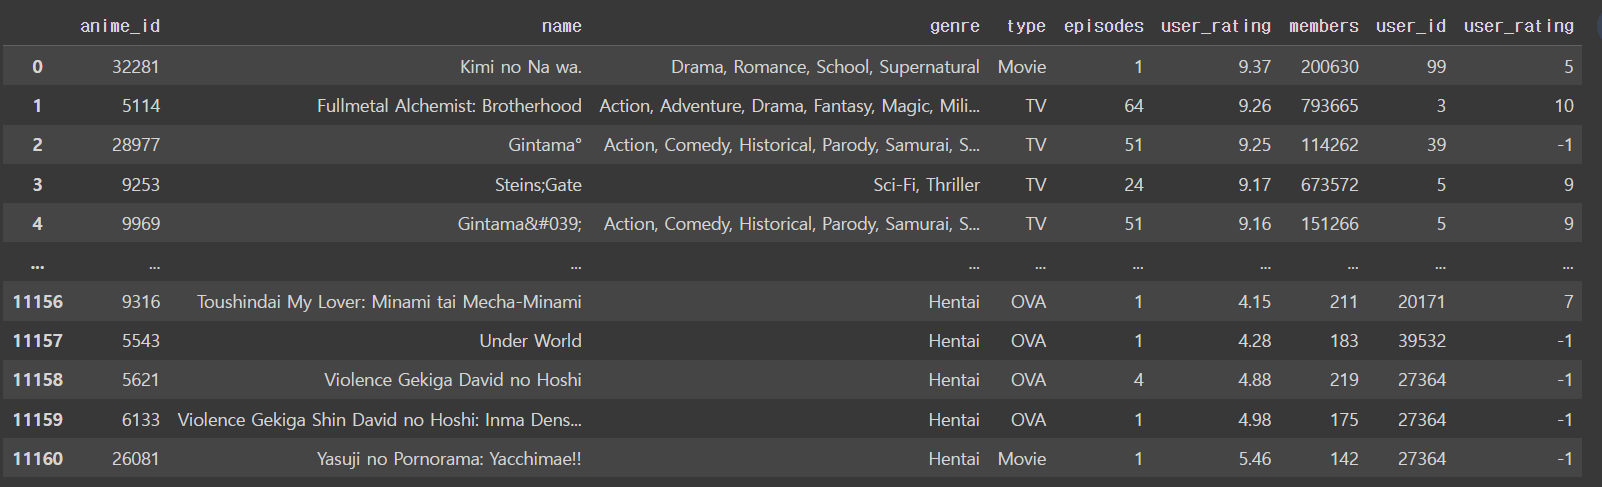 anime_id name genre type episodes user_rating members user_id user_rating
0 32281 Kimi no Na wa. Drama, Romance, School, Supernatural Movie 1 9.37 200630 99 5
1 5114 Fullmetal Alchemist: Brotherhood Action, Adventure, Drama, Fantasy, Magic, Mili... TV 64 9.26 793665 3 10
2 28977 Gintama° Action, Comedy, Historical, Parody, Samurai, S... TV 51 9.25 114262 39 -1
3 9253 Steins;Gate Sci-Fi, Thriller TV 24 9.17 673572 5 9
4 9969 Gintama&#039; Action, Comedy, Historical, Parody, Samurai, S... TV 51 9.16 151266 5 9
... ... ... ... ... ... ... ... ... ...
11156 9316 Toushindai My Lover: Minami tai Mecha-Minami Hentai OVA 1 4.15 211 20171 7
11157 5543 Under World Hentai OVA 1 4.28 183 39532 -1
11158 5621 Violence Gekiga David no Hoshi Hentai OVA 4 4.88 219 27364 -1
11159 6133 Violence Gekiga Shin David no Hoshi: Inma Dens... Hentai OVA 1 4.98 175 27364 -1
11160 26081 Yasuji no Pornorama: Yacchimae!! Hentai Movie 1 5.46 142 27364 -1